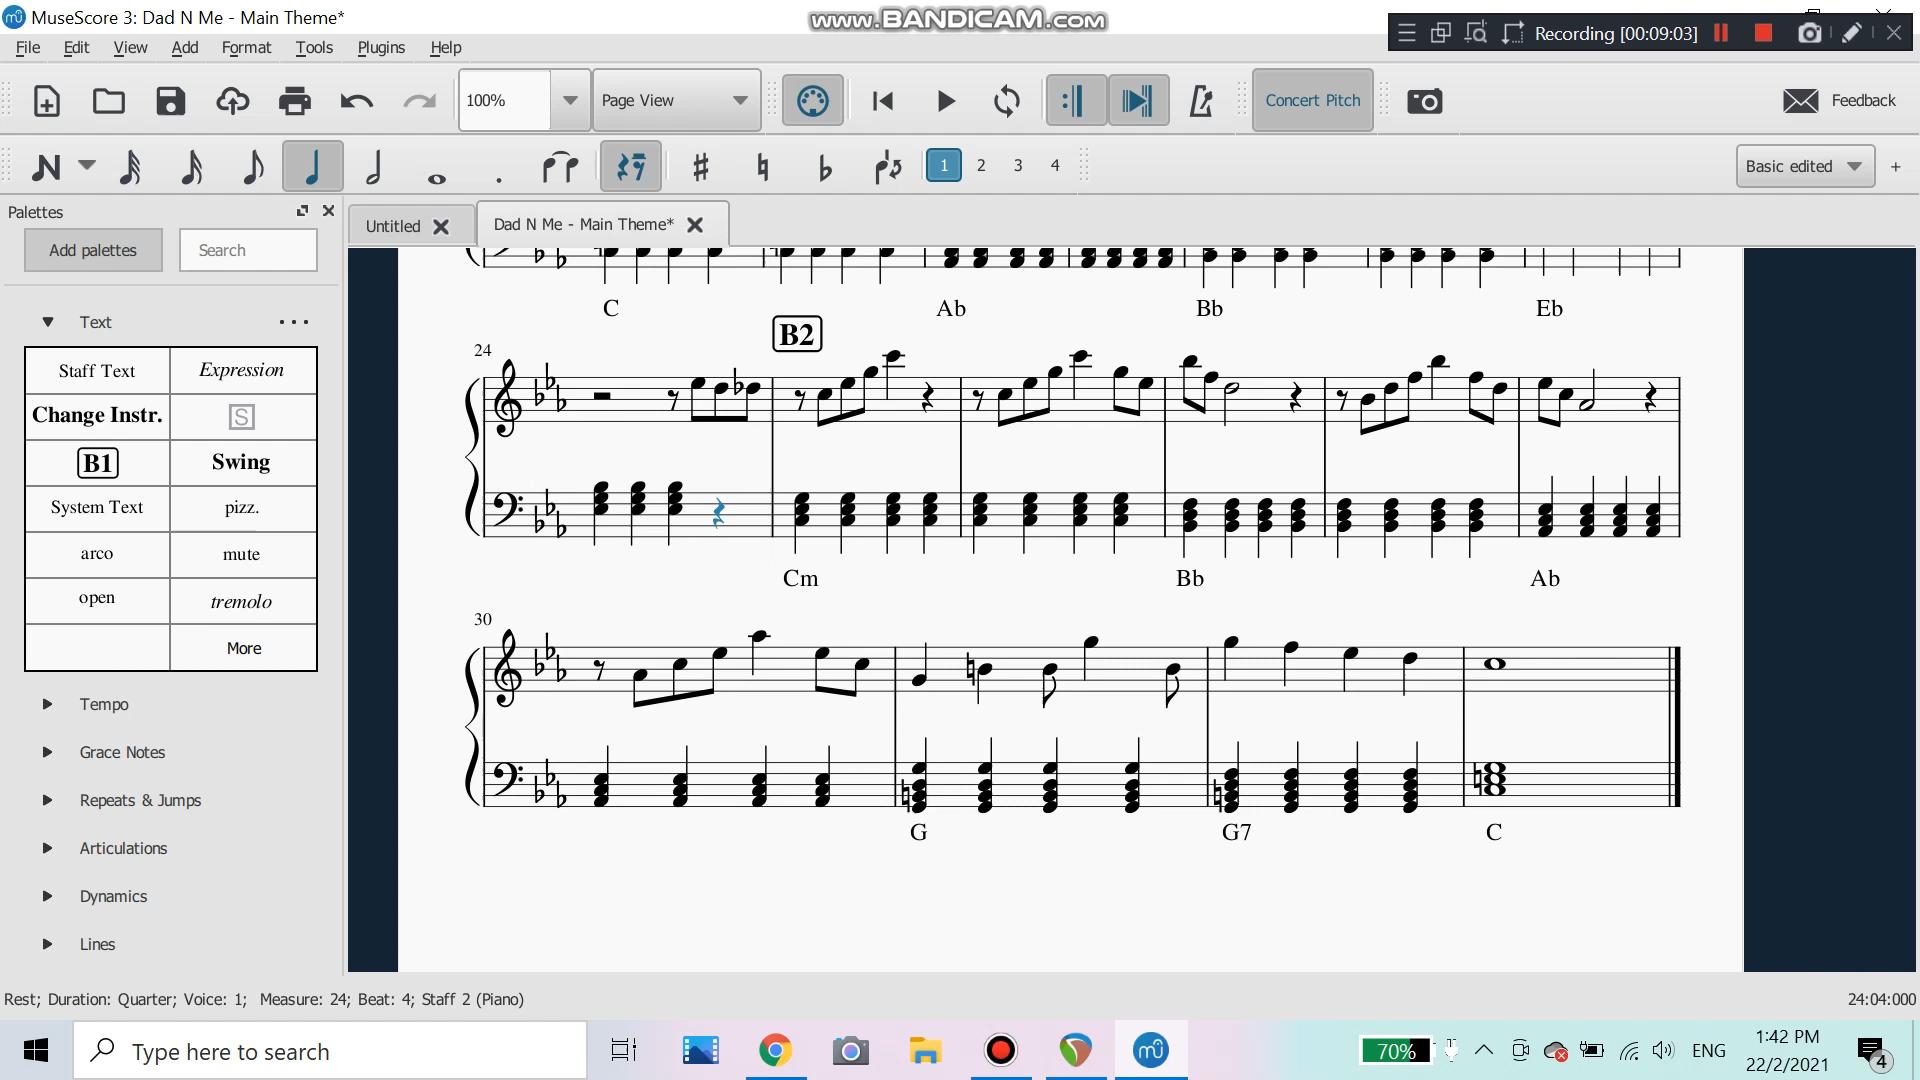 MuseScore 3: Dad N Me - Main Theme*
www.BANDICAM.com
Recording [00:09:03]
File Edit View Add Format Tools Plugins Help
100%
Page View
Concert Pitch
Feedback
1 2 3 4
Basic edited
+
Palettes
Untitled
Dad N Me - Main Theme*
Add palettes
Search
Text
Staff Text
Expression
Change Instr.
S
B1
Swing
System Text
pizz.
arco
mute
open
tremolo
More
Tempo
Grace Notes
Repeats & Jumps
Articulations
Dynamics
Lines
C Ab Bb Eb
B2
24
Cm Bb Ab
30
G G7 C
Rest; Duration: Quarter; Voice: 1; Measure: 24; Beat: 4; Staff 2 (Piano)
24:04:000
Type here to search
70%
ENG
1:42 PM
22/2/2021
4